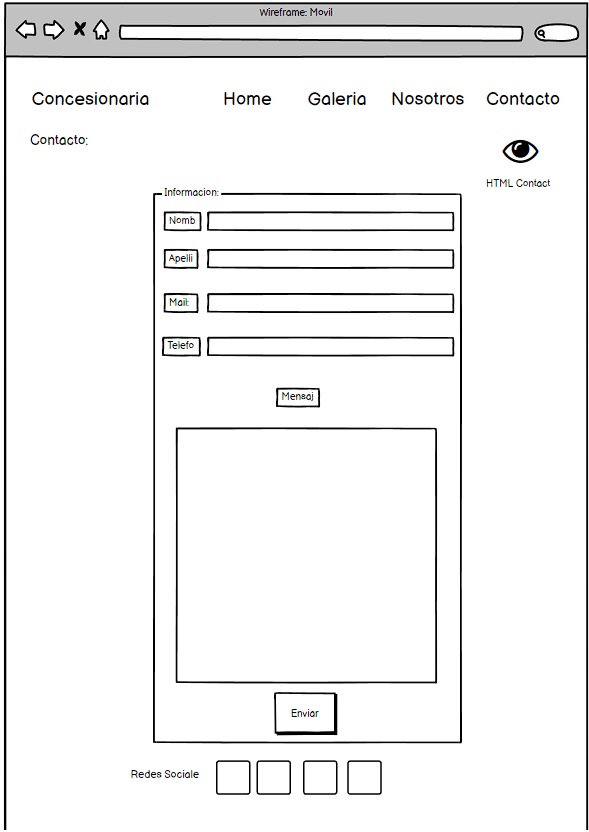 Wireframe: Movil
Concesionaria Home Galeria Nosotros Contacto
Contacto:
HTML Contact
Informacion:
Nomb
Apelli
Mail:
Telefo
Mensaj
Enviar
Redes Sociale